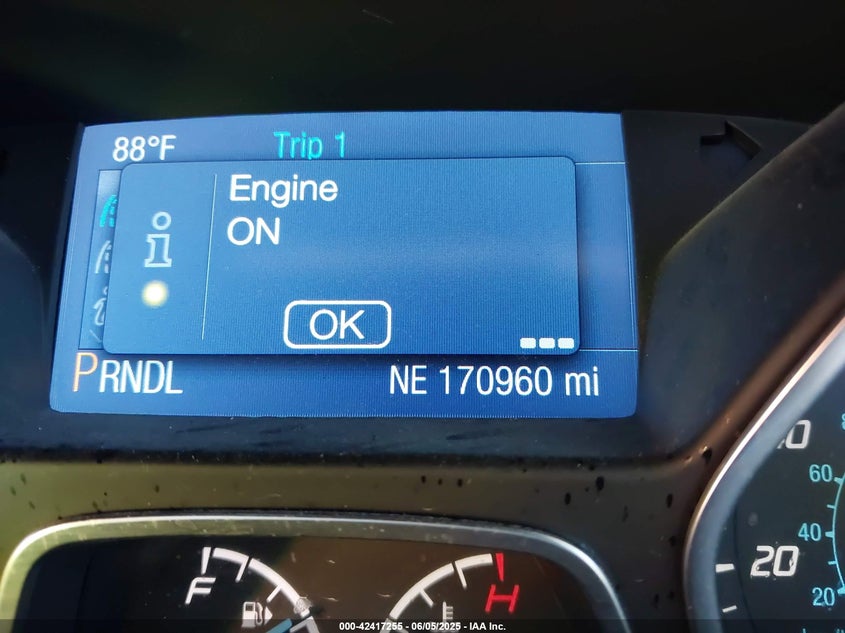 88°F Trip 1
Engine
ON
OK
PRNDL NE 170960 mi
60
40
20
20
F H
E
000-42417255 - 06/05/2025 - IAA Inc.